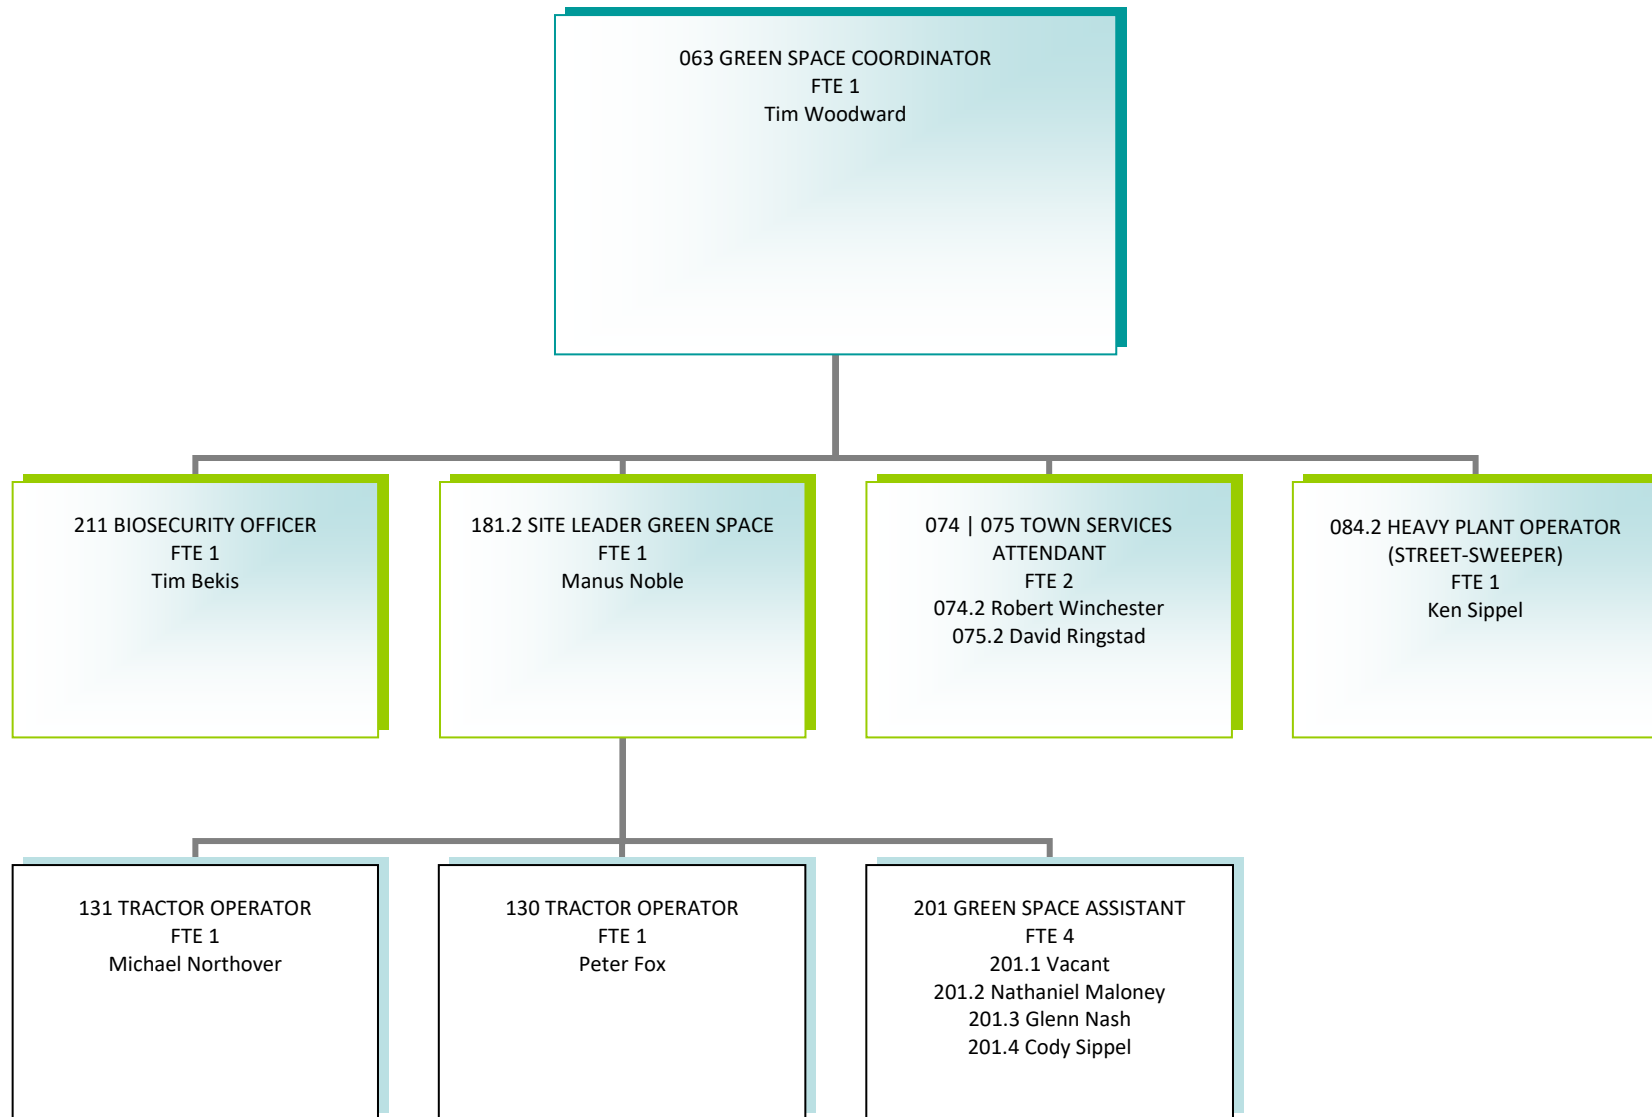 063 GREEN SPACE COORDINATOR
FTE 1
Tim Woodward
211 BIOSECURITY OFFICER
FTE 1
Tim Bekis
181.2 SITE LEADER GREEN SPACE
FTE 1
Manus Noble
074 | 075 TOWN SERVICES
ATTENDANT
FTE 2
074.2 Robert Winchester
075.2 David Ringstad
084.2 HEAVY PLANT OPERATOR
(STREET-SWEEPER)
FTE 1
Ken Sippel
131 TRACTOR OPERATOR
FTE 1
Michael Northover
130 TRACTOR OPERATOR
FTE 1
Peter Fox
201 GREEN SPACE ASSISTANT
FTE 4
201.1 Vacant
201.2 Nathaniel Maloney
201.3 Glenn Nash
201.4 Cody Sippel